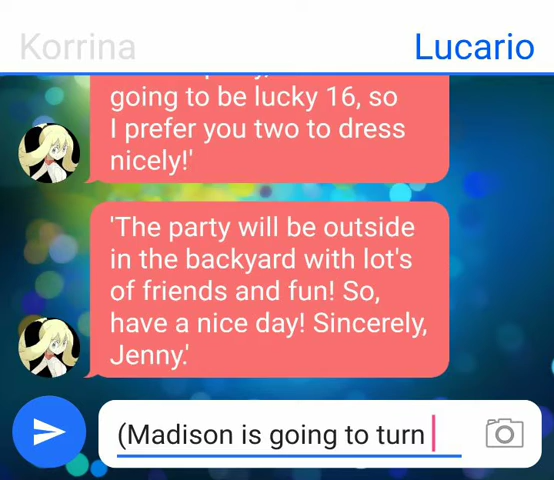 Korrina
Lucario
going to be lucky 16, so
I prefer you two to dress
nicely!'
'The party will be outside
in the backyard with lot's
of friends and fun! So,
have a nice day! Sincerely,
Jenny.'
(Madison is going to turn